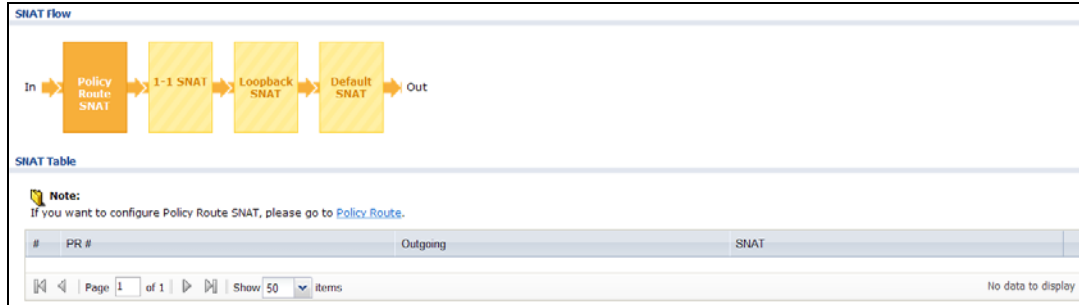 SNAT Flow
In Policy Route SNAT 1-1 SNAT Loopback SNAT Default SNAT Out
SNAT Table
Note:
If you want to configure Policy Route SNAT, please go to Policy Route.
# PR # Outgoing SNAT
Page 1 of 1 Show 50 items No data to display